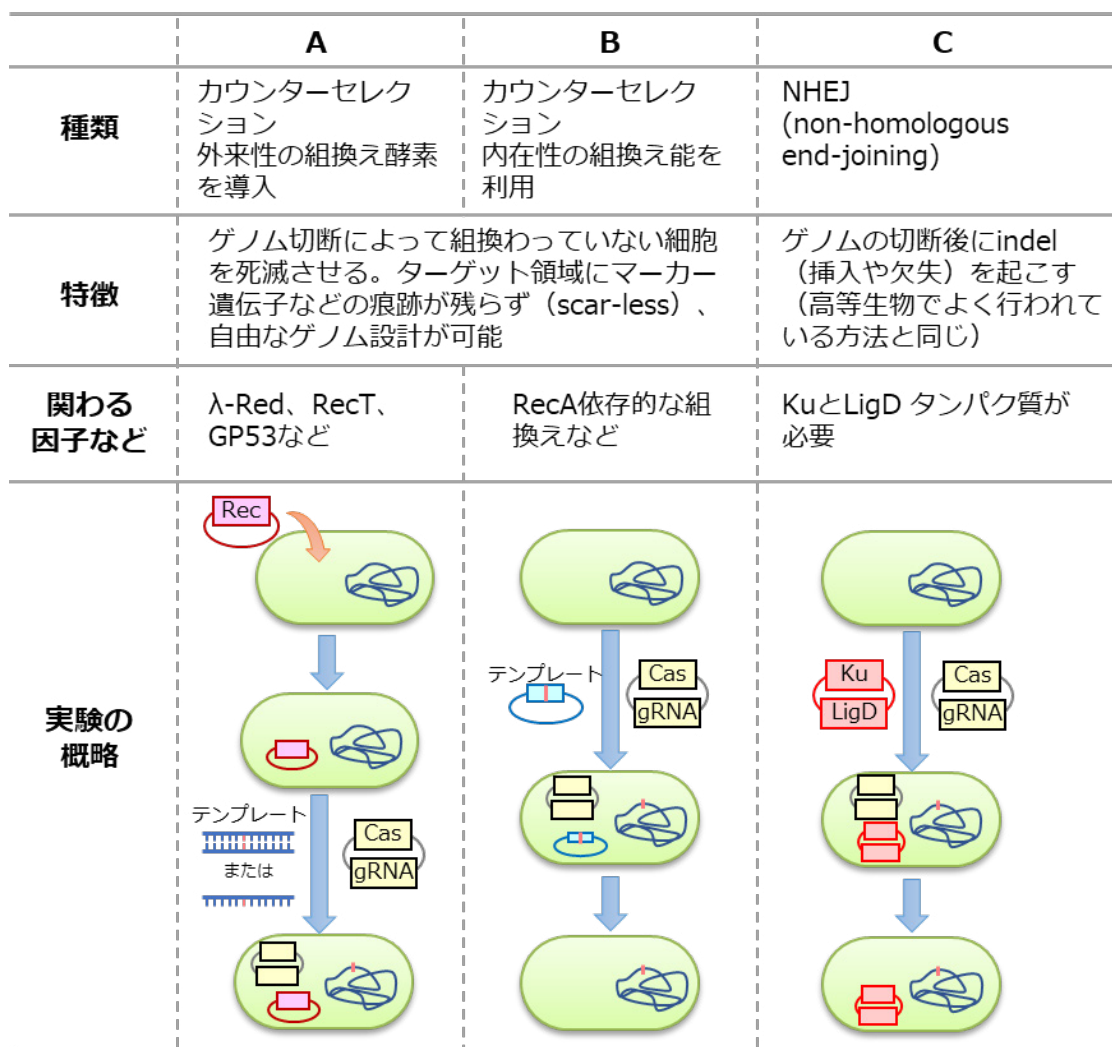 A
B
C
種類
カウンターセレク
ション
外来性の組換え酵素
を導入
カウンターセレク
ション
内在性の組換え能を
利用
NHEJ
(non-homologous
end-joining)
特徴
ゲノム切断によって組換わっていない細胞
を死滅させる。ターゲット領域にマーカー
遺伝子などの痕跡が残らず（scar-less）、
自由なゲノム設計が可能
ゲノムの切断後にindel
（挿入や欠失）を起こす
（高等生物でよく行われて
いる方法と同じ）
関わる
因子など
λ-Red、RecT、
GP53など
RecA依存的な組
換えなど
KuとLigD タンパク質が
必要
実験の
概略
Rec
テンプレート
または
Cas
gRNA
テンプレート
Cas
gRNA
Ku
LigD
Cas
gRNA